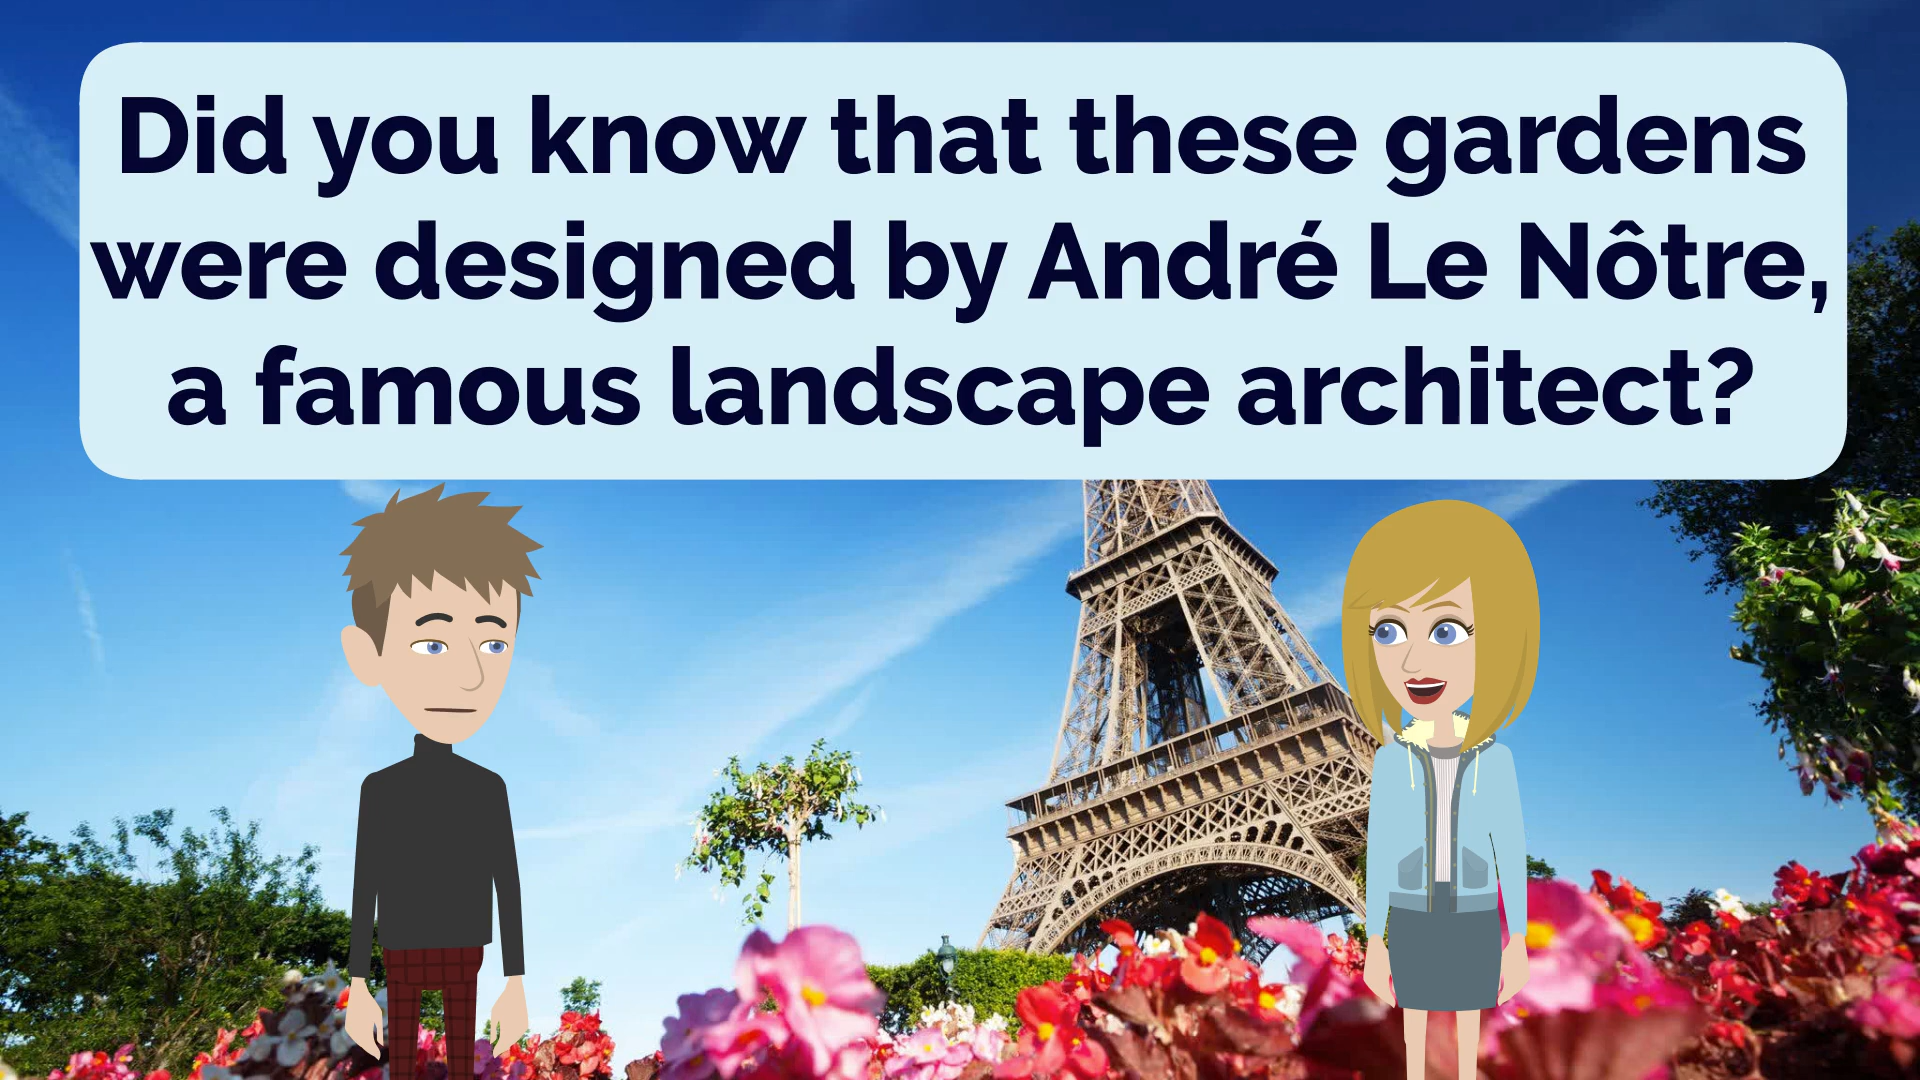 Did you know that these gardens
were designed by André Le Nôtre,
a famous landscape architect?